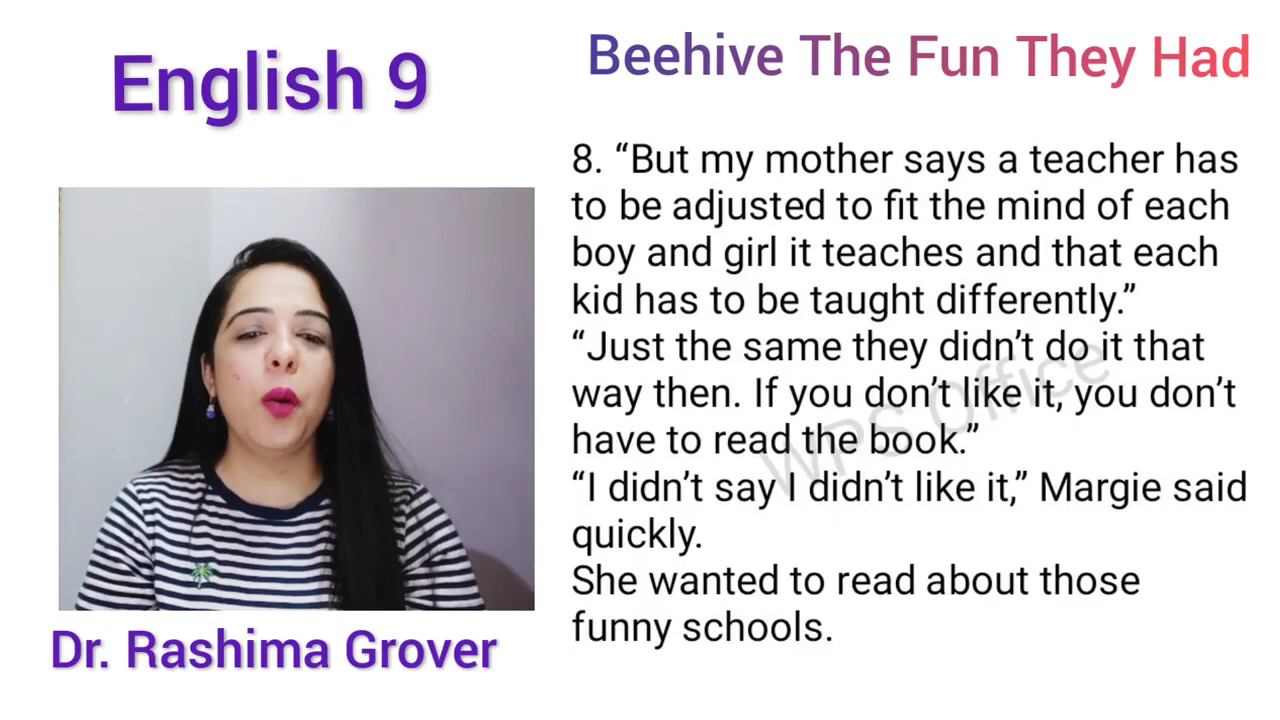 English 9
Beehive The Fun They Had
8. “But my mother says a teacher has
to be adjusted to fit the mind of each
boy and girl it teaches and that each
kid has to be taught differently.”
“Just the same they didn’t do it that
way then. If you don’t like it, you don’t
have to read the book.”
“I didn’t say I didn’t like it,” Margie said
quickly.
She wanted to read about those
funny schools.
WPS Office
Dr. Rashima Grover